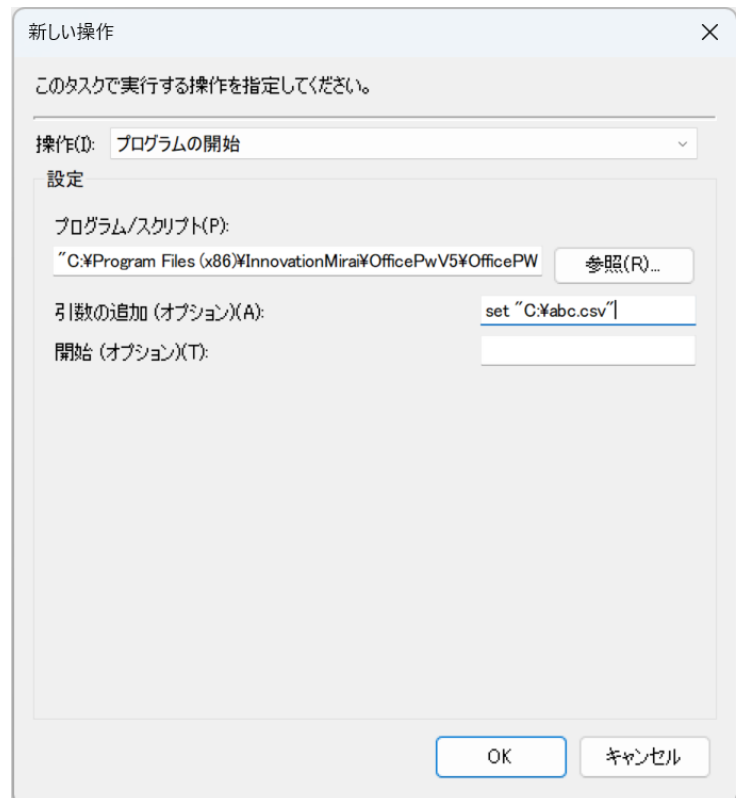 新しい操作
このタスクで実行する操作を指定してください。
操作(I): プログラムの開始
設定
プログラム/スクリプト(P):
"C:¥Program Files (x86)¥InnovationMirai¥OfficePwV5¥OfficePW 参照(R)...
引数の追加 (オプション)(A): set "C:¥abc.csv"
開始 (オプション)(T):
OK キャンセル